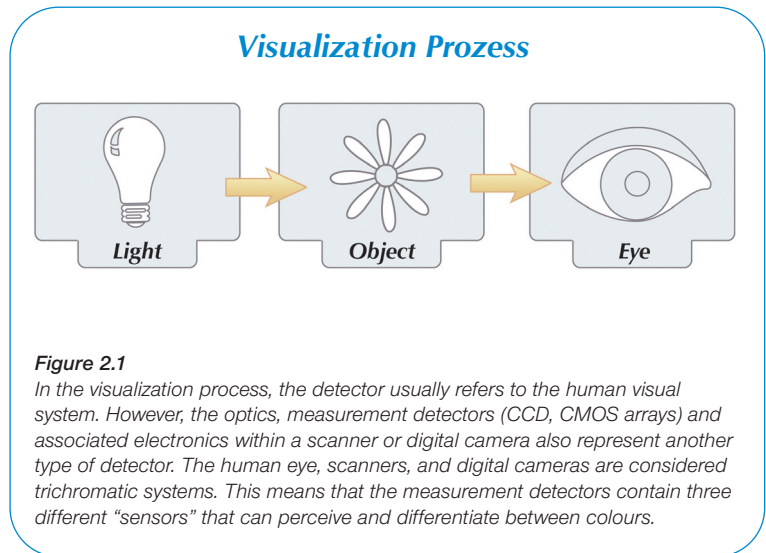 Visualization Prozess
Light
Object
Eye
Figure 2.1
In the visualization process, the detector usually refers to the human visual
system. However, the optics, measurement detectors (CCD, CMOS arrays) and
associated electronics within a scanner or digital camera also represent another
type of detector. The human eye, scanners, and digital cameras are considered
trichromatic systems. This means that the measurement detectors contain three
different “sensors” that can perceive and differentiate between colours.